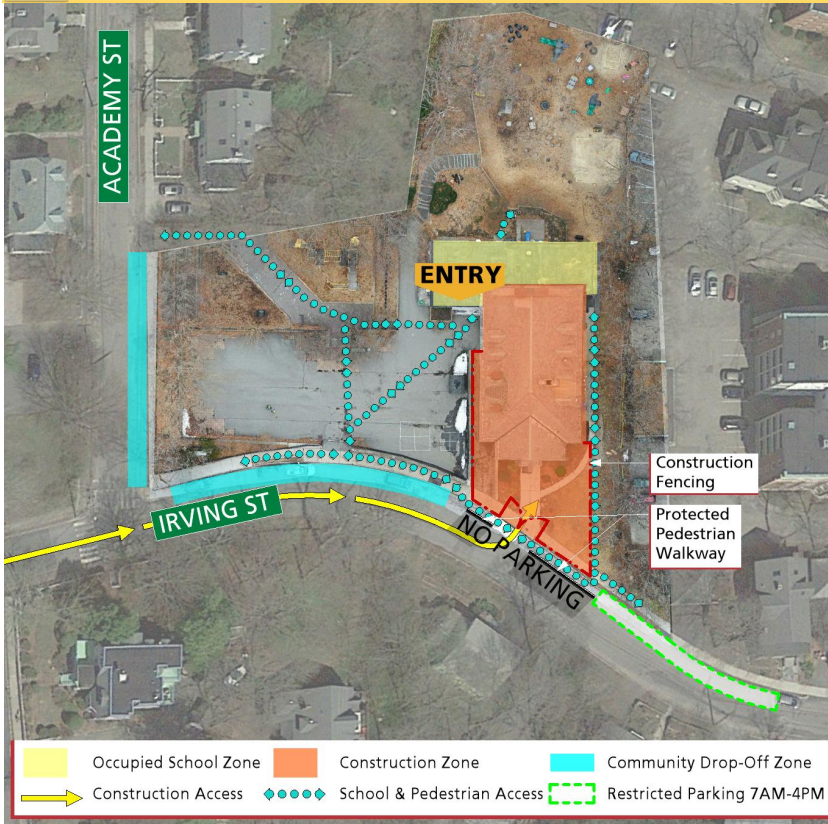 ACADEMY ST
ENTRY
Construction
Fencing
Protected
Pedestrian
Walkway
IRVING ST
NO PARKING
Occupied School Zone
Construction Zone
Community Drop-Off Zone
Construction Access
School & Pedestrian Access
Restricted Parking 7AM-4PM